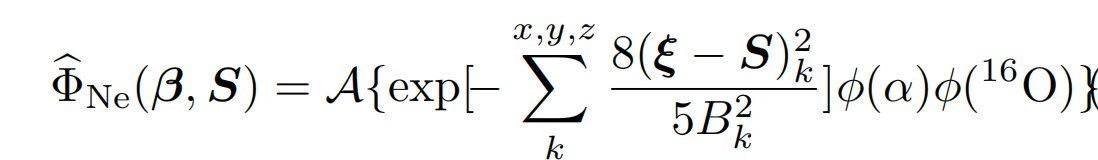 $\widehat{\Phi}_{\mathrm{Ne}}(\boldsymbol{\beta}, \boldsymbol{S}) = \mathcal{A}\{\exp[-\sum_{k}^{x,y,z} \frac{8(\boldsymbol{\xi} - \boldsymbol{S})_k^2}{5B_k^2}]\phi(\alpha)\phi(^{16}\mathrm{O})\}$